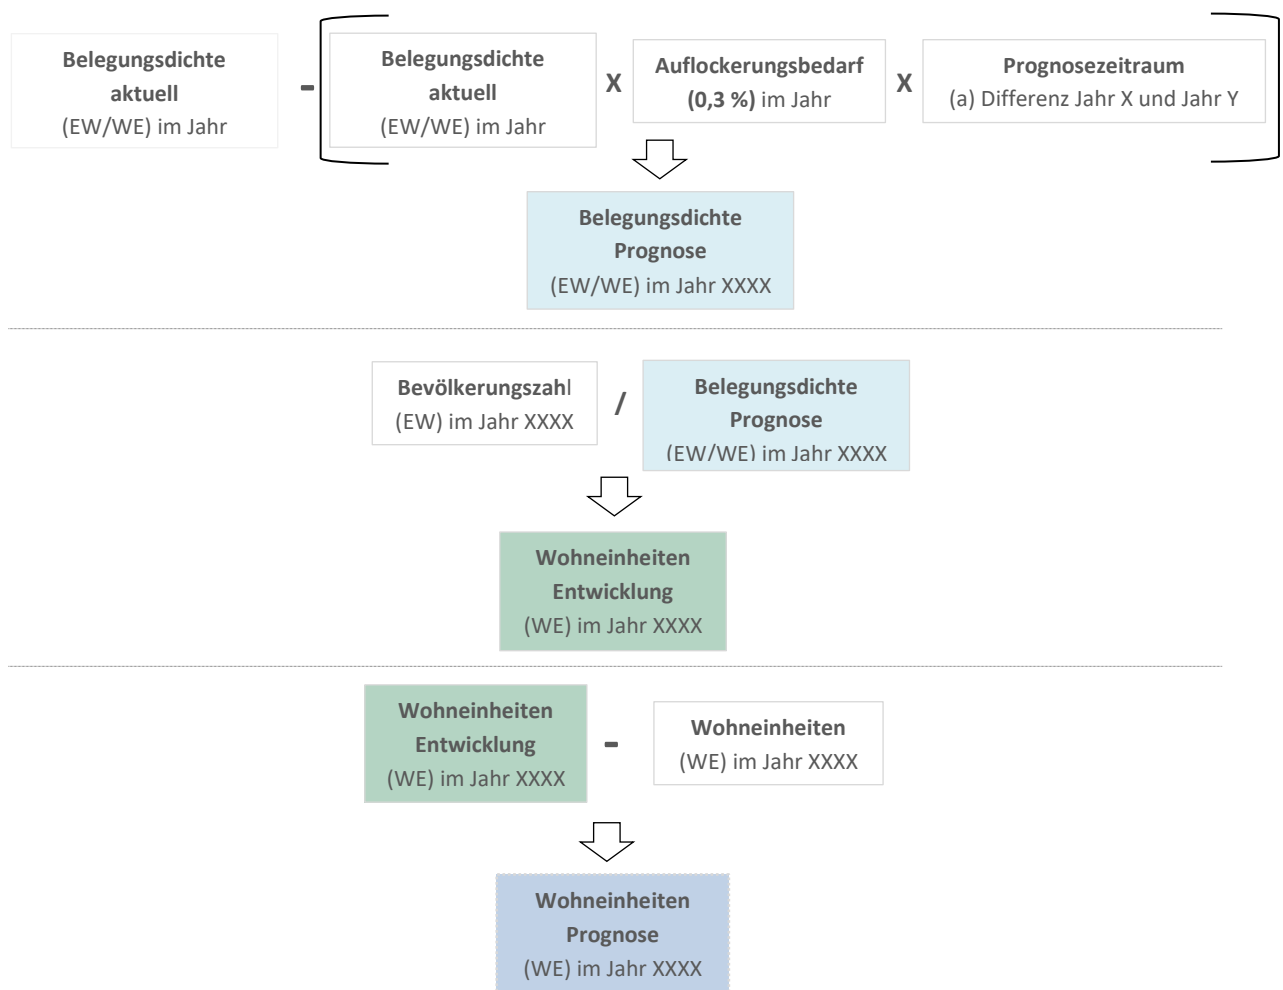 Belegungsdichte
aktuell
(EW/WE) im Jahr
-
Belegungsdichte
aktuell
(EW/WE) im Jahr
X
Auflockerungsbedarf
(0,3 %) im Jahr
X
Prognosezeitraum
(a) Differenz Jahr X und Jahr Y
Belegungsdichte
Prognose
(EW/WE) im Jahr XXXX
Bevölkerungszahl
(EW) im Jahr XXXX
/
Belegungsdichte
Prognose
(EW/WE) im Jahr XXXX
Wohneinheiten
Entwicklung
(WE) im Jahr XXXX
Wohneinheiten
Entwicklung
(WE) im Jahr XXXX
-
Wohneinheiten
(WE) im Jahr XXXX
Wohneinheiten
Prognose
(WE) im Jahr XXXX